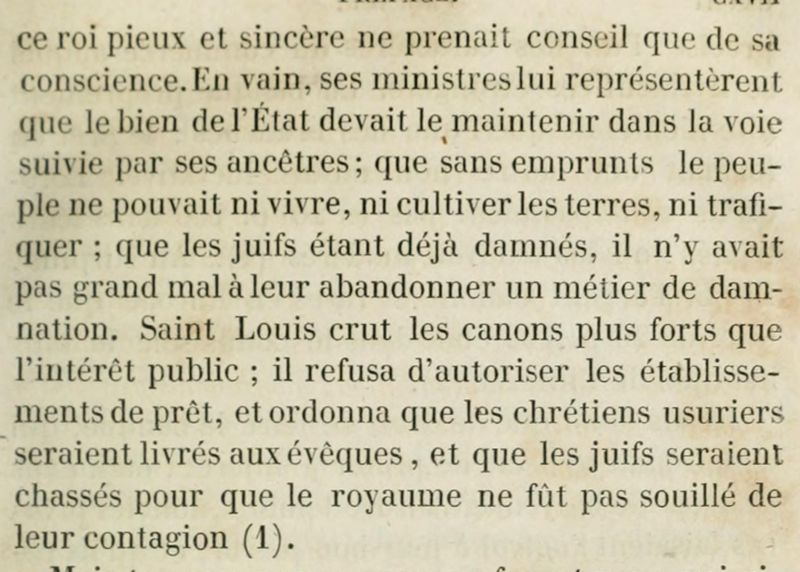 ce roi pieux et sincère ne prenait conseil que de sa
conscience. En vain, ses ministres lui représentèrent
que le bien de l'État devait le maintenir dans la voie
suivie par ses ancêtres; que sans emprunts le peu-
ple ne pouvait ni vivre, ni cultiver les terres, ni trafi-
quer ; que les juifs étant déjà damnés, il n'y avait
pas grand mal à leur abandonner un métier de dam-
nation. Saint Louis crut les canons plus forts que
l'intérêt public ; il refusa d'autoriser les établisse-
ments de prêt, et ordonna que les chrétiens usuriers
seraient livrés aux évêques, et que les juifs seraient
chassés pour que le royaume ne fût pas souillé de
leur contagion (1).